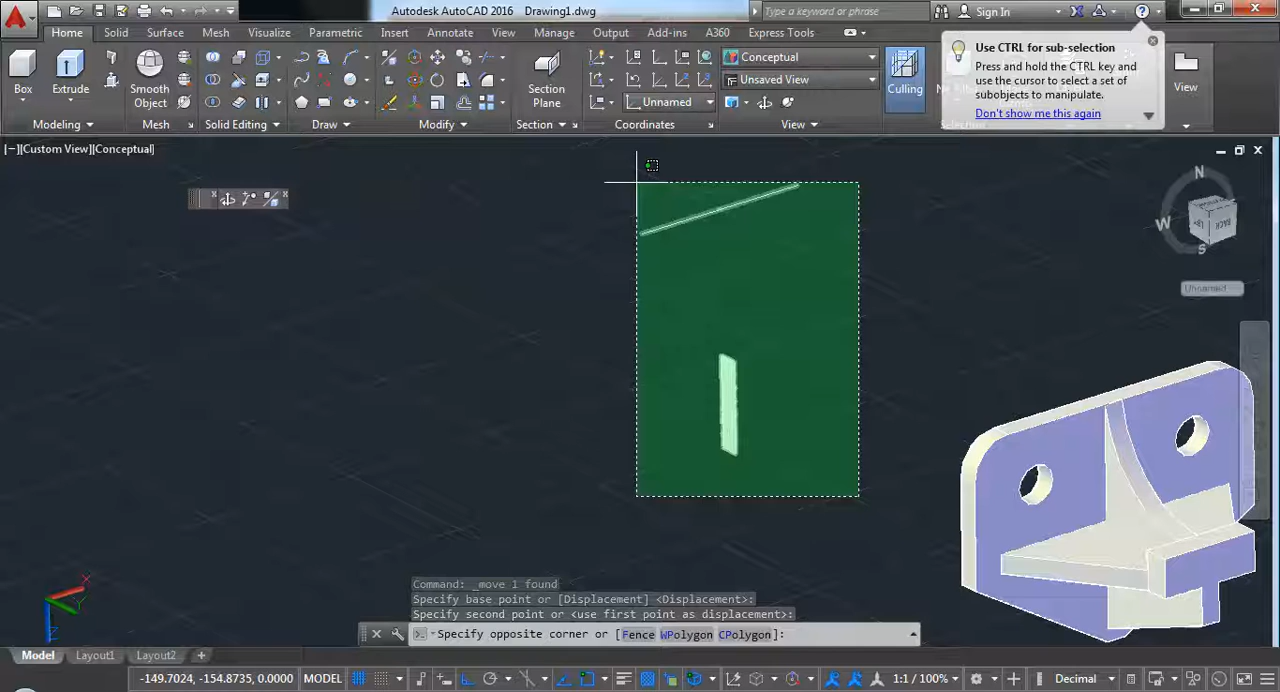 Autodesk AutoCAD 2016 Drawing1.dwg
Type a keyword or phrase
Sign In
Home Solid Surface Mesh Visualize Parametric Insert Annotate View Manage Output Add-ins A360 Express Tools
Box
Extrude
Smooth
Object
Section
Plane
Conceptual
Unsaved View
Unnamed
Culling
View
Modeling
Mesh
Solid Editing
Draw
Modify
Section
Coordinates
View
Use CTRL for sub-selection
Press and hold the CTRL key and
use the cursor to select a set of
subobjects to manipulate.
Don't show me this again
[−][Custom View][Conceptual]
N
W
S
BACK
Unnamed
X
Y
Z
Command: _move 1 found
Specify base point or [Displacement] <Displacement>:
Specify second point or <use first point as displacement>:
Specify opposite corner or [Fence WPolygon CPolygon]:
Model Layout1 Layout2 +
-149.7024, -154.8735, 0.0000 MODEL
1:1 / 100%
Decimal